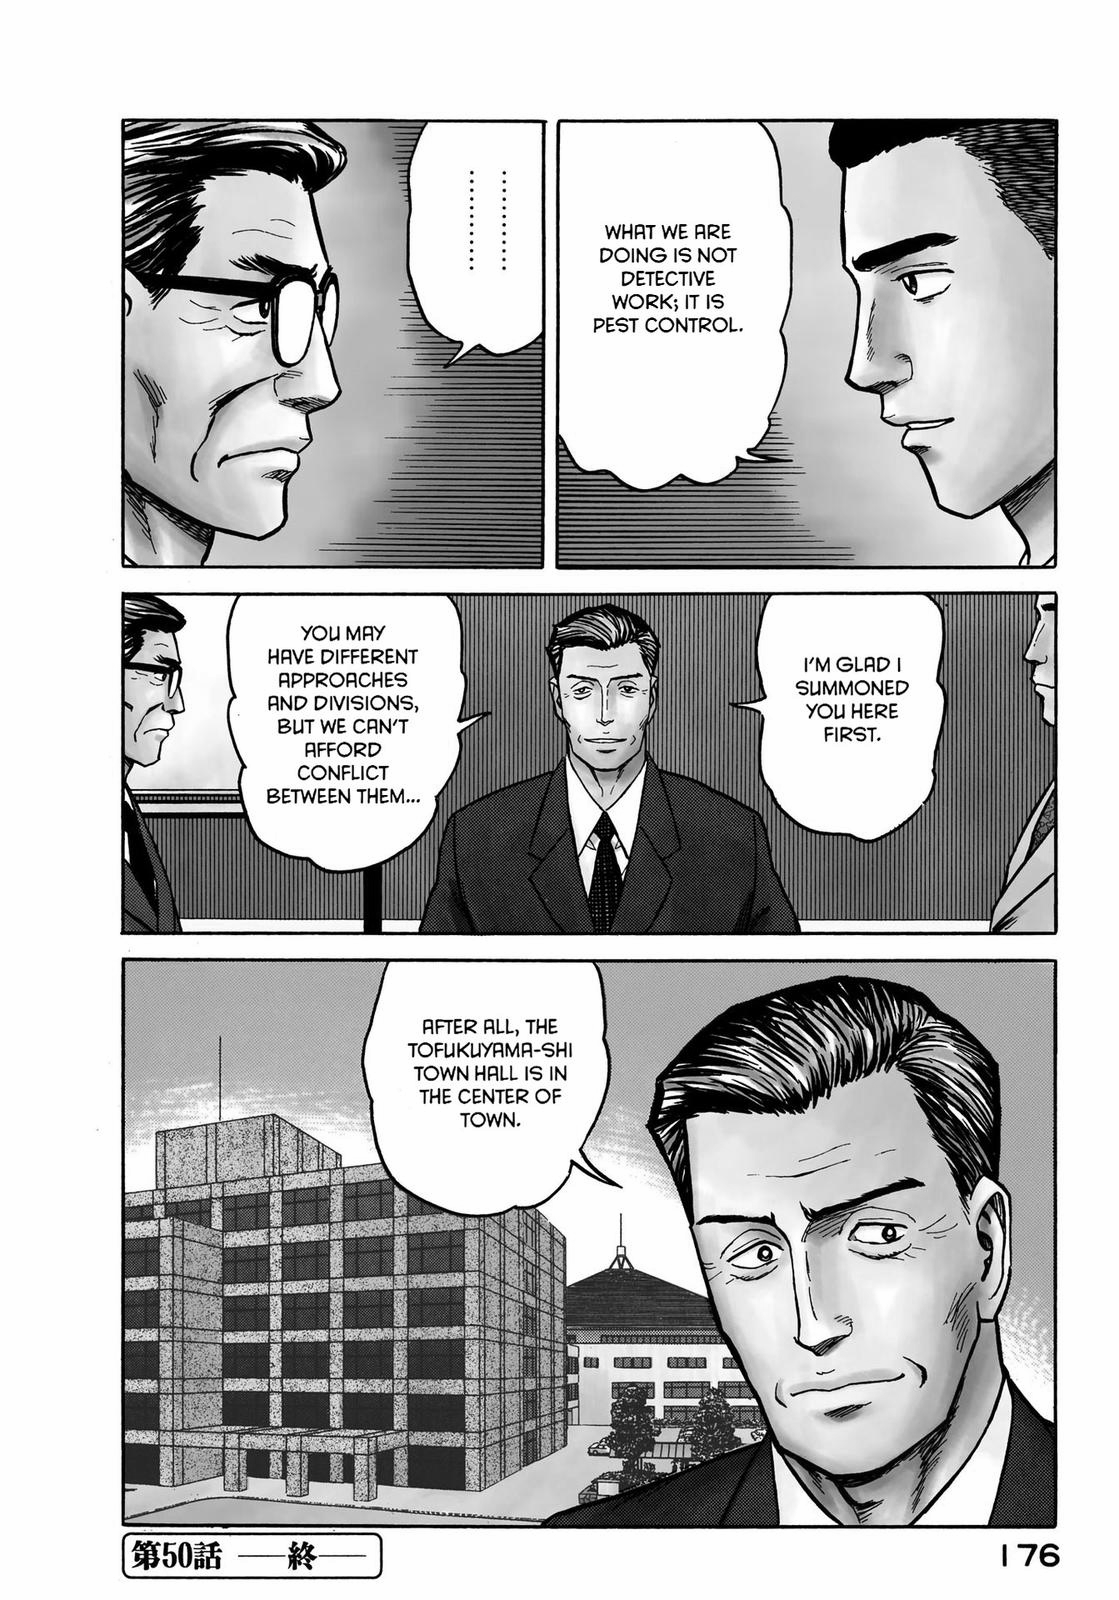 WHAT WE ARE
DOING IS NOT
DETECTIVE
WORK; IT IS
PEST CONTROL.
………
………
I'M GLAD I
SUMMONED
YOU HERE
FIRST.
YOU MAY
HAVE DIFFERENT
APPROACHES
AND DIVISIONS,
BUT WE CAN'T
AFFORD
CONFLICT
BETWEEN THEM...
AFTER ALL, THE
TOFUKUYAMA-SHI
TOWN HALL IS IN
THE CENTER OF
TOWN.
第50話 ──終──
176